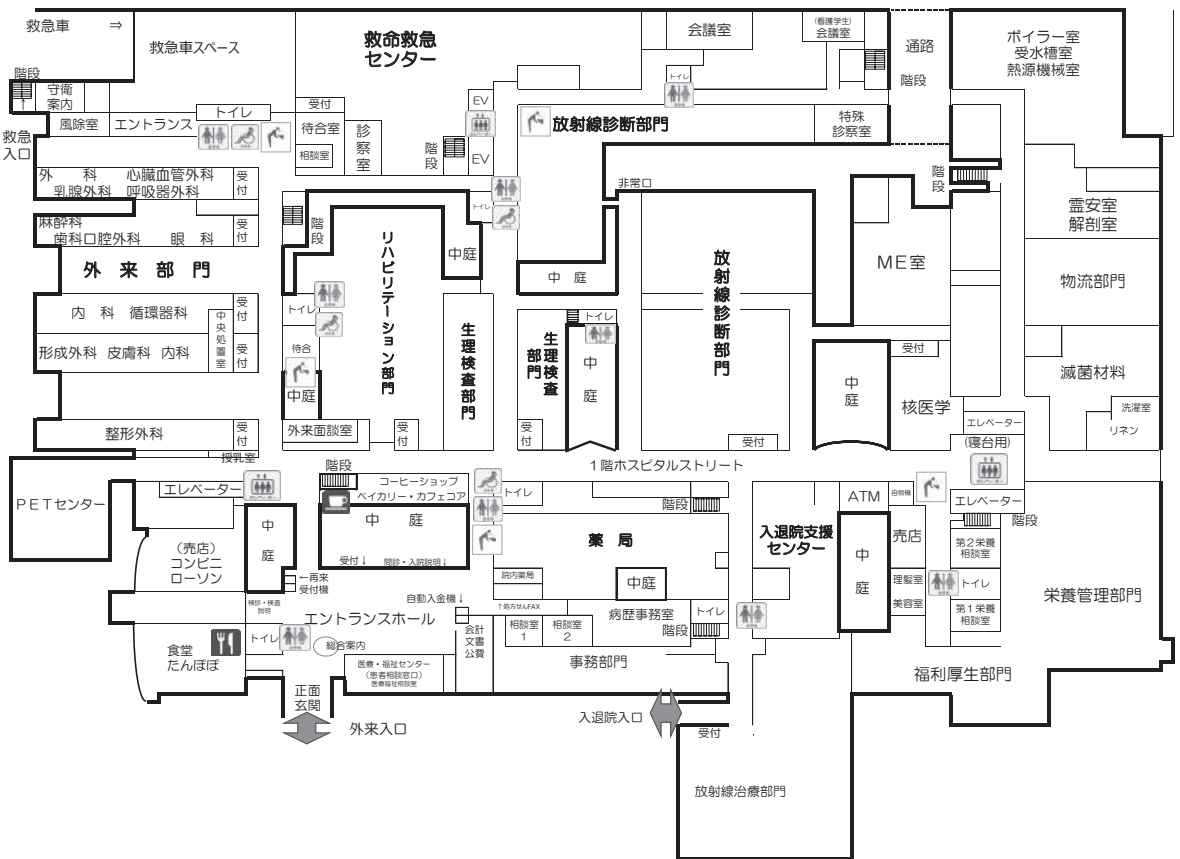 救急車 ⇒
救急車スペース
救命救急
センター
会議室
(看護学生)
会議室
通路
階段
ボイラー室
受水槽室
熱源機械室
階段
守衛
案内
↑
風除室
エントランス
トイレ
受付
待合室
相談室
診察室
EV
階段
EV
トイレ
放射線診断部門
特殊
診察室
救急
入口
外 科 心臓血管外科
乳腺外科 呼吸器外科
受付
麻酔科
歯科口腔外科 眼 科
受付
外 来 部 門
内 科 循環器科
受付
中央処置室
形成外科 皮膚科 内科
受付
整形外科
受付
授乳室
階段
トイレ
待合
中庭
外来面談室
リハビリテーション部門
受付
トイレ
中庭
生理検査部門
非常口
中 庭
生理検査
部門
トイレ
中庭
受付
放射線診断部門
受付
階段
ME室
中庭
受付
核医学
霊安室
解剖室
物流部門
滅菌材料
洗濯室
リネン
エレベーター
(寝台用)
エレベーター
階段
1階ホスピタルストリート
PETセンター
エレベーター
中庭
(売店)
コンビニ
ローソン
←再来
受付機
検診・検査
説明
階段
コーヒーショップ
ベイカリー・カフェコア
中 庭
受付↓
問診・入院説明↓
トイレ
階段
薬 局
院内薬局
中庭
↑処方せんFAX
自動入金機↓
エントランスホール
病歴事務室
トイレ
階段
相談室
1
相談室
2
会計
文書
公費
事務部門
食堂
たんぽぽ
トイレ
総合案内
医療・福祉センター
(患者相談窓口)
医療福祉相談室
正面
玄関
外来入口
入退院入口
入退院支援
センター
ATM
自販機
中庭
売店
理髪室
美容室
第2栄養
相談室
トイレ
第1栄養
相談室
栄養管理部門
福利厚生部門
受付
放射線治療部門